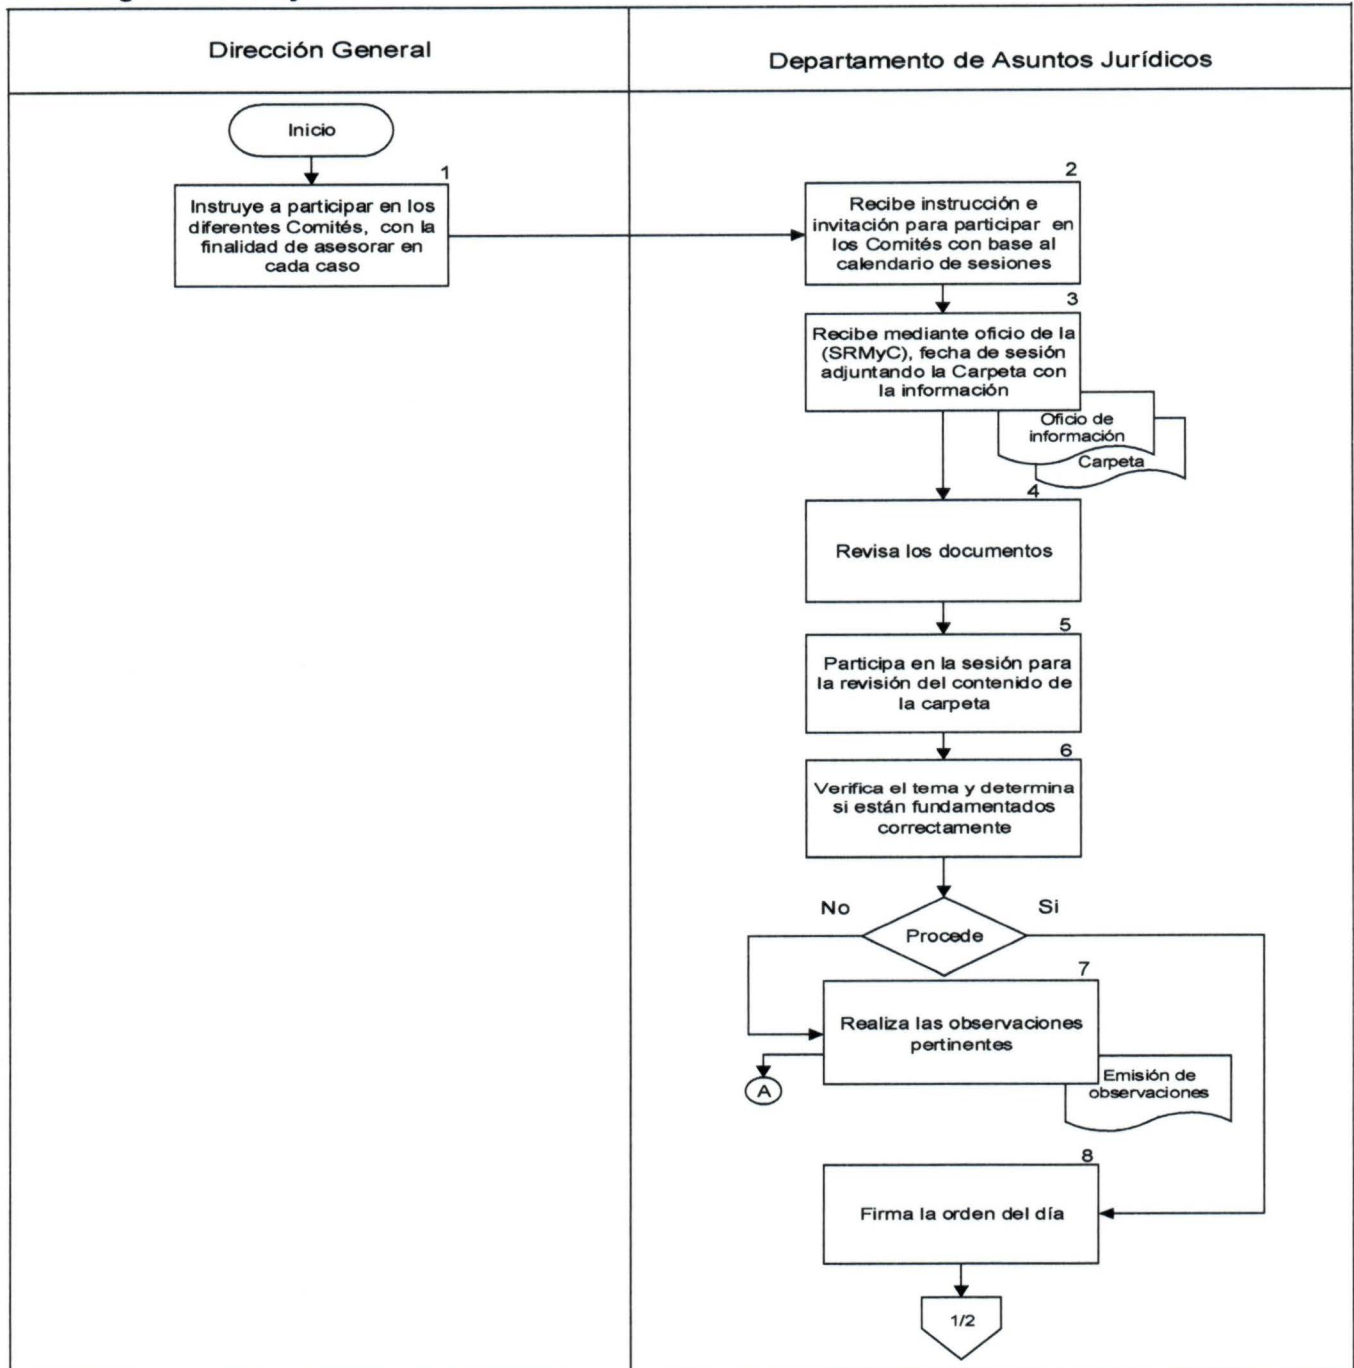 Dirección General
Departamento de Asuntos Jurídicos
Inicio
1
Instruye a participar en los
diferentes Comités, con la
finalidad de asesorar en
cada caso
2
Recibe instrucción e
invitación para participar en
los Comités con base al
calendario de sesiones
3
Recibe mediante oficio de la
(SRMyC), fecha de sesión
adjuntando la Carpeta con
la información
Oficio de
información
Carpeta
4
Revisa los documentos
5
Participa en la sesión para
la revisión del contenido de
la carpeta
6
Verifica el tema y determina
si están fundamentados
correctamente
No
Si
Procede
7
Realiza las observaciones
pertinentes
A
Emisión de
observaciones
8
Firma la orden del día
1/2